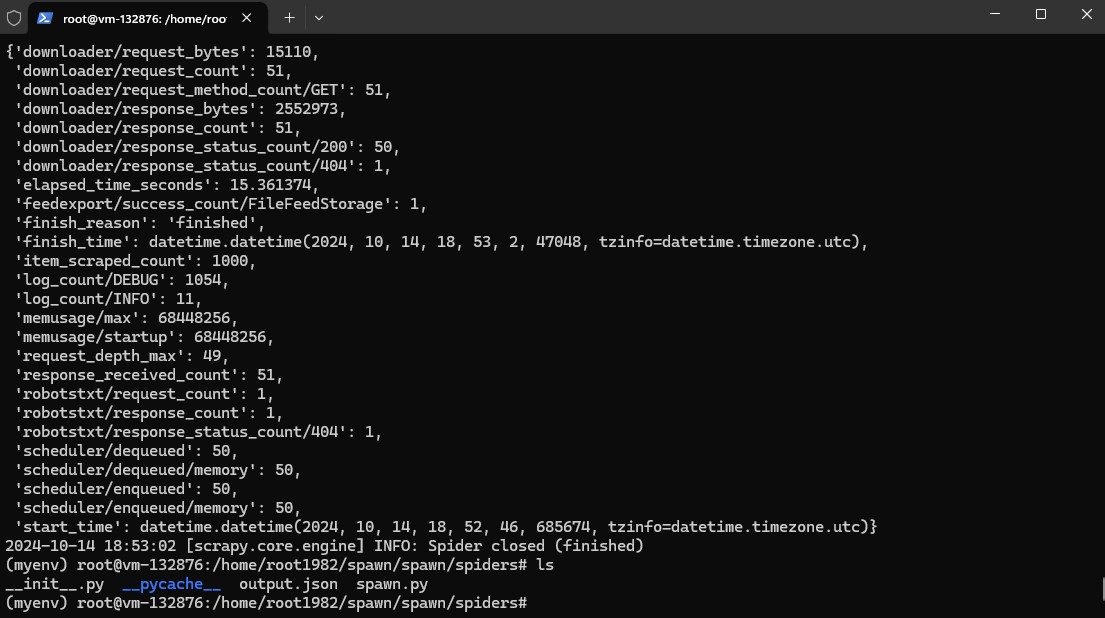 root@vm-132876: /home/roo
{'downloader/request_bytes': 15110,
 'downloader/request_count': 51,
 'downloader/request_method_count/GET': 51,
 'downloader/response_bytes': 2552973,
 'downloader/response_count': 51,
 'downloader/response_status_count/200': 50,
 'downloader/response_status_count/404': 1,
 'elapsed_time_seconds': 15.361374,
 'feedexport/success_count/FileFeedStorage': 1,
 'finish_reason': 'finished',
 'finish_time': datetime.datetime(2024, 10, 14, 18, 53, 2, 47048, tzinfo=datetime.timezone.utc),
 'item_scraped_count': 1000,
 'log_count/DEBUG': 1054,
 'log_count/INFO': 11,
 'memusage/max': 68448256,
 'memusage/startup': 68448256,
 'request_depth_max': 49,
 'response_received_count': 51,
 'robotstxt/request_count': 1,
 'robotstxt/response_count': 1,
 'robotstxt/response_status_count/404': 1,
 'scheduler/dequeued': 50,
 'scheduler/dequeued/memory': 50,
 'scheduler/enqueued': 50,
 'scheduler/enqueued/memory': 50,
 'start_time': datetime.datetime(2024, 10, 14, 18, 52, 46, 685674, tzinfo=datetime.timezone.utc)}
2024-10-14 18:53:02 [scrapy.core.engine] INFO: Spider closed (finished)
(myenv) root@vm-132876:/home/root1982/spawn/spawn/spiders# ls
__init__.py  __pycache__  output.json  spawn.py
(myenv) root@vm-132876:/home/root1982/spawn/spawn/spiders#